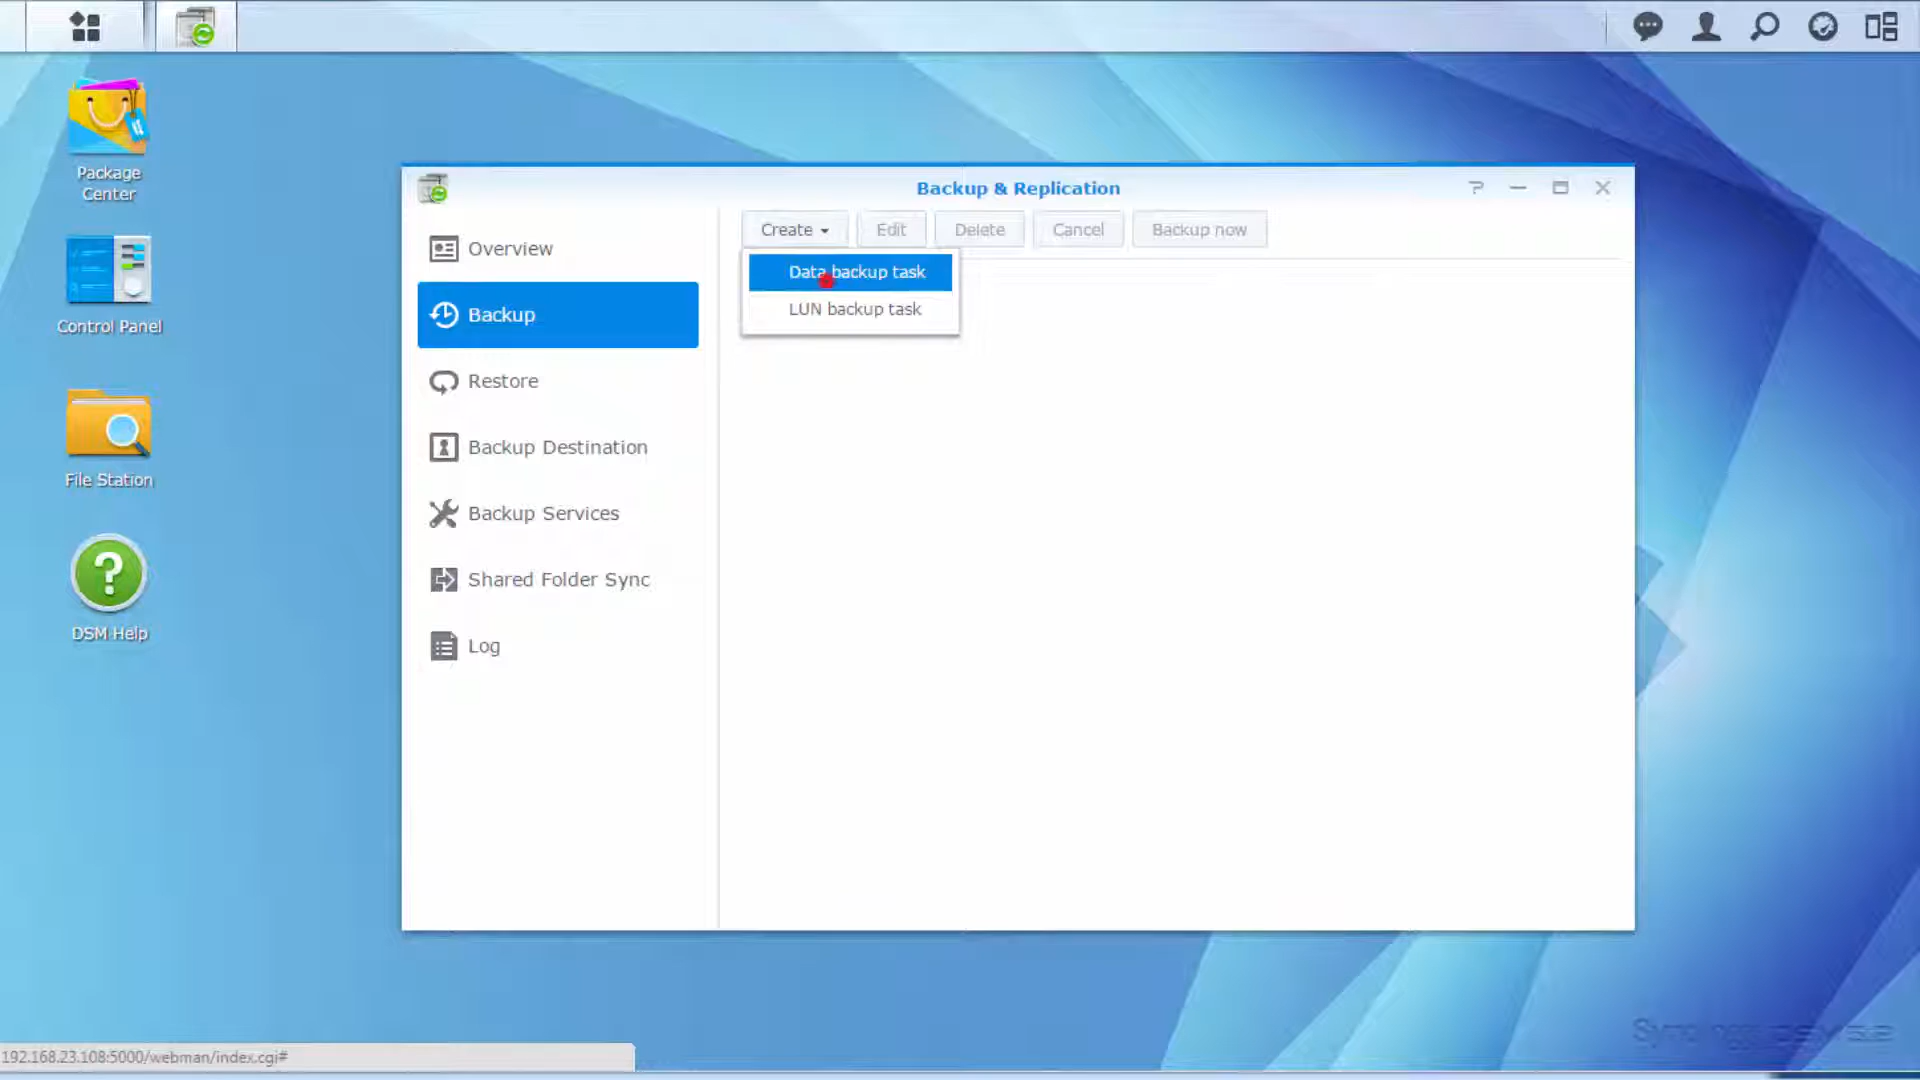 Package
Center
Control Panel
File Station
DSM Help
Backup & Replication
Overview
Backup
Restore
Backup Destination
Backup Services
Shared Folder Sync
Log
Create
Edit
Delete
Cancel
Backup now
Data backup task
LUN backup task
192.168.23.108:5000/webman/index.cgi#
Synology